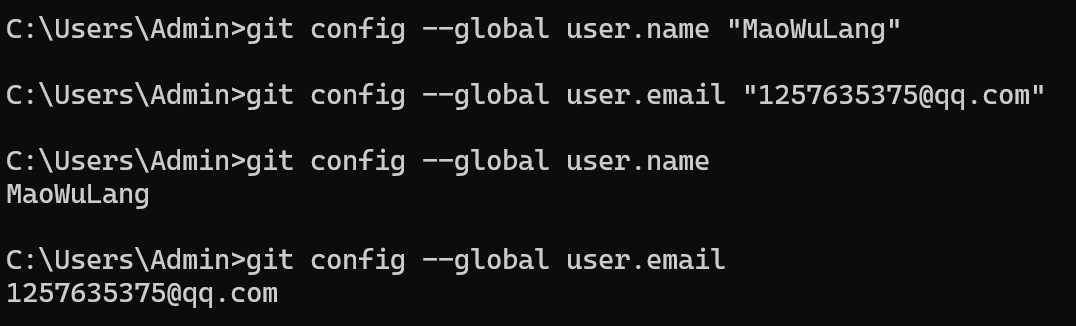 C:\Users\Admin>git config --global user.name "MaoWuLang"
C:\Users\Admin>git config --global user.email "1257635375@qq.com"
C:\Users\Admin>git config --global user.name
MaoWuLang
C:\Users\Admin>git config --global user.email
1257635375@qq.com